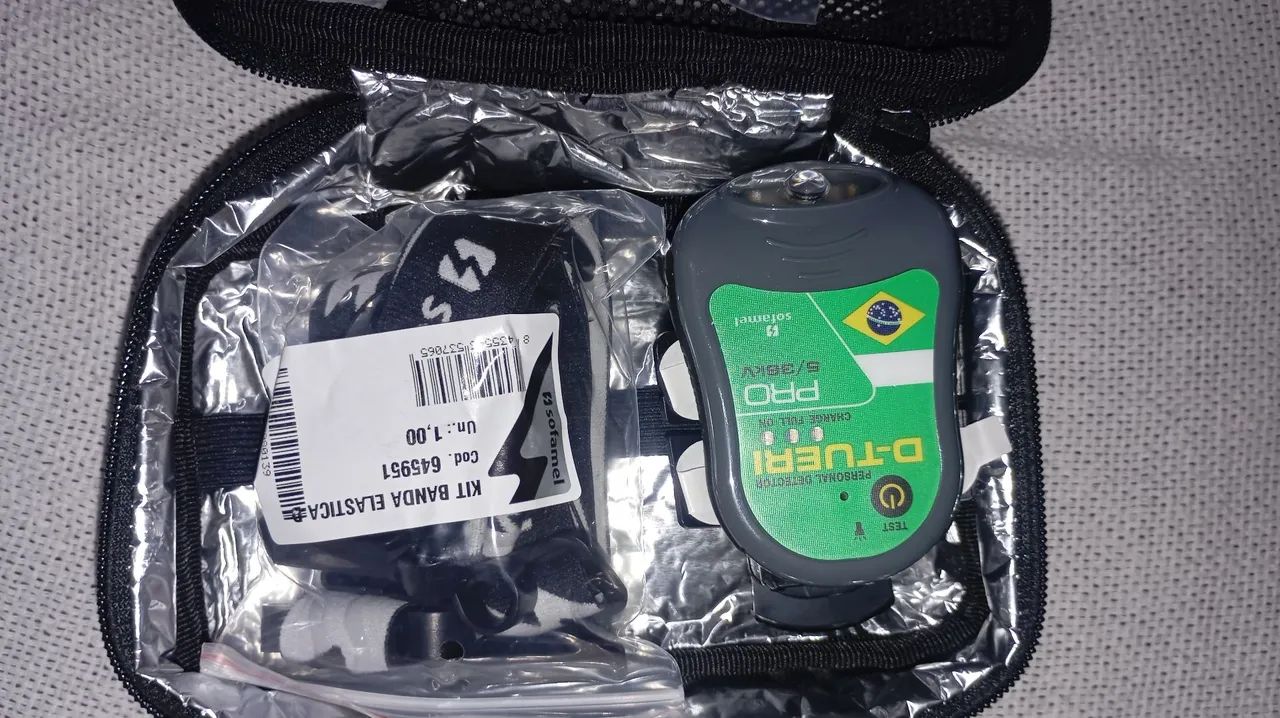 TEST
PERSONAL DETECTOR
D-TUERI
CHARGE FULL ON
PRO
5/36kV
sofamel
KIT BANDA ELASTICA
Cod. 645951
Un.: 1,00
sofamel
S